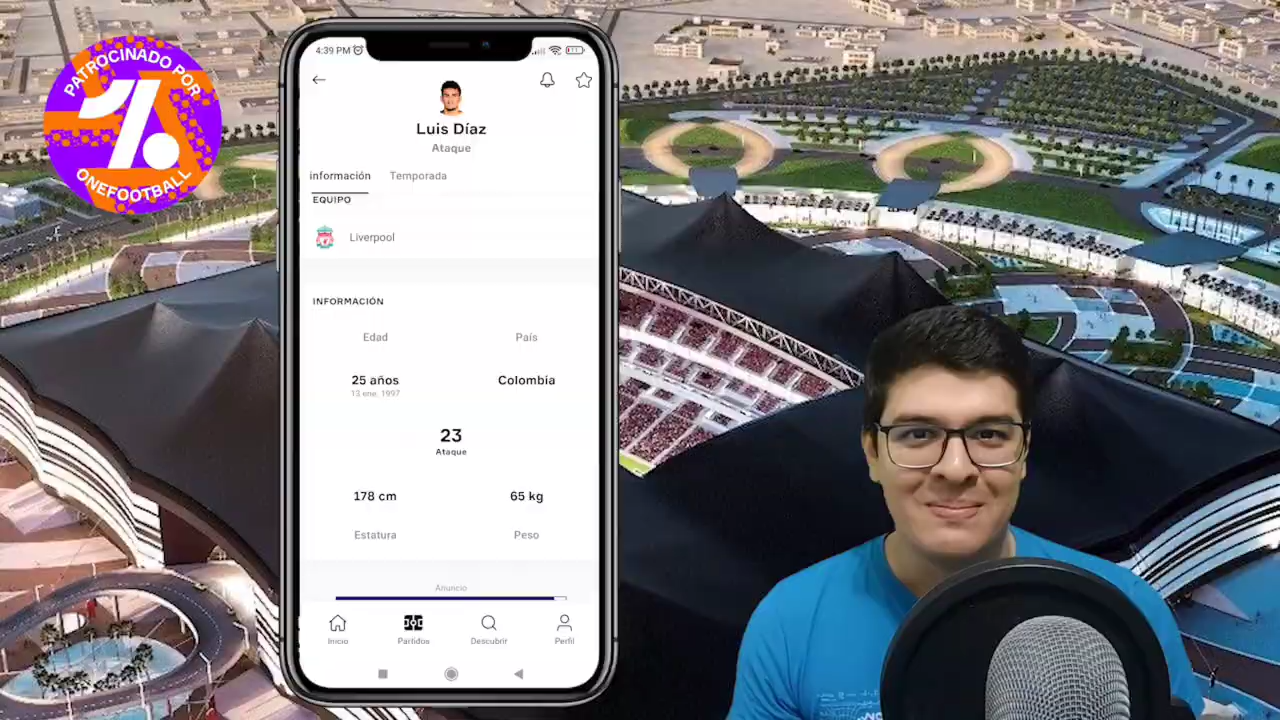 PATROCINADO POR
ONEFOOTBALL
4:39 PM
Luis Díaz
Ataque
información Temporada
EQUIPO
Liverpool
INFORMACIÓN
Edad País
25 años Colombia
13 ene. 1997
23
Ataque
178 cm 65 kg
Estatura Peso
Anuncio
Inicio Partidos Descubrir Perfil